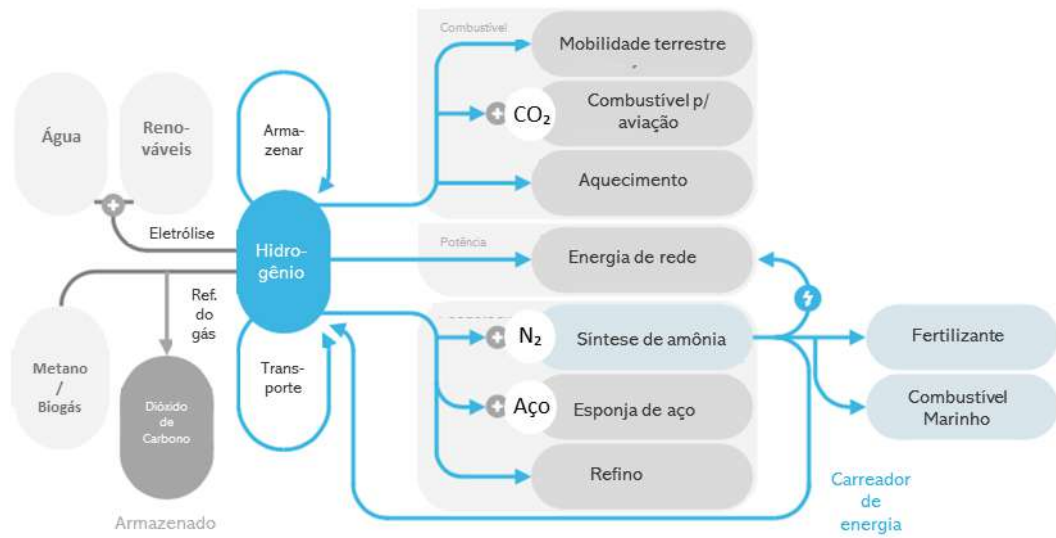 Combustível
Mobilidade terrestre
CO₂
Combustível p/
aviação
Aquecimento
Água
Reno-
váveis
Arma-
zenar
Eletrólise
Hidro-
gênio
Potência
Energia de rede
Ref.
do
gás
Metano
/
Biogás
Dióxido
de
Carbono
Armazenado
Trans-
porte
N₂
Síntese de amônia
Aço
Esponja de aço
Refino
Fertilizante
Combustível
Marinho
Carreador
de
energia